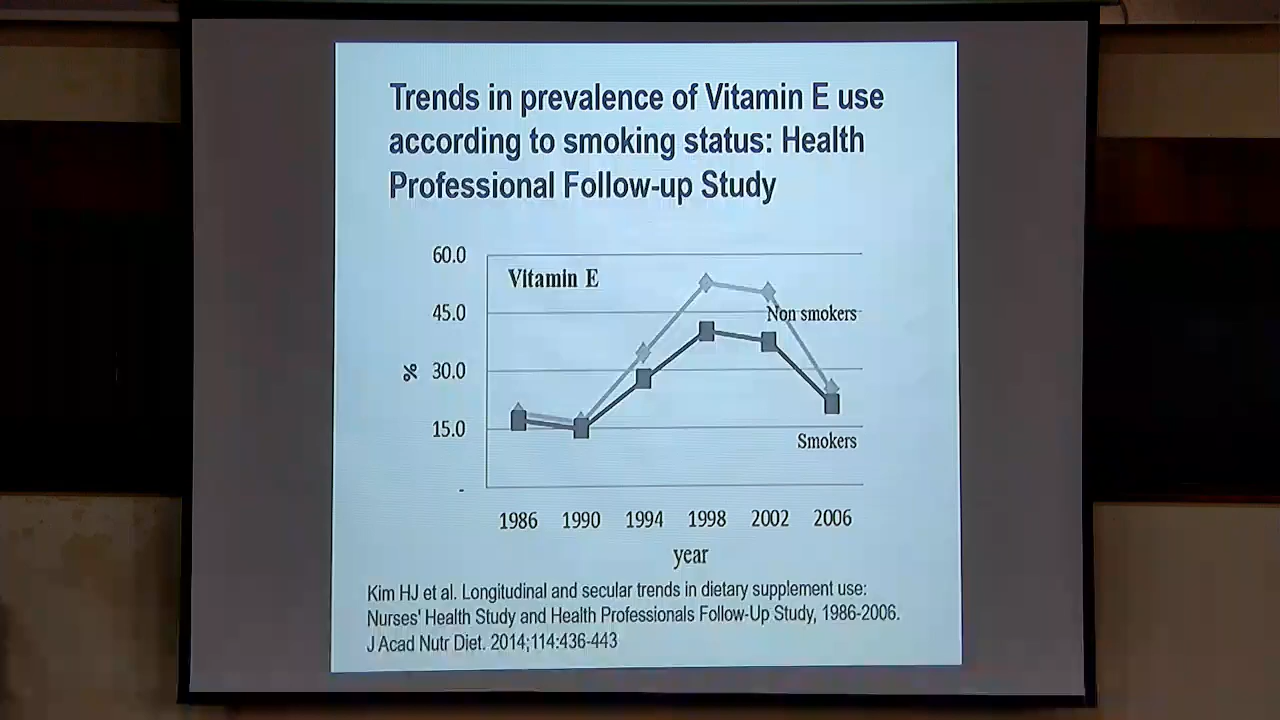 Trends in prevalence of Vitamin E use
according to smoking status: Health
Professional Follow-up Study
60.0
Vitamin E
45.0
Non smokers
% 30.0
15.0
Smokers
-
1986 1990 1994 1998 2002 2006
year
Kim HJ et al. Longitudinal and secular trends in dietary supplement use:
Nurses' Health Study and Health Professionals Follow-Up Study, 1986-2006.
J Acad Nutr Diet. 2014;114:436-443